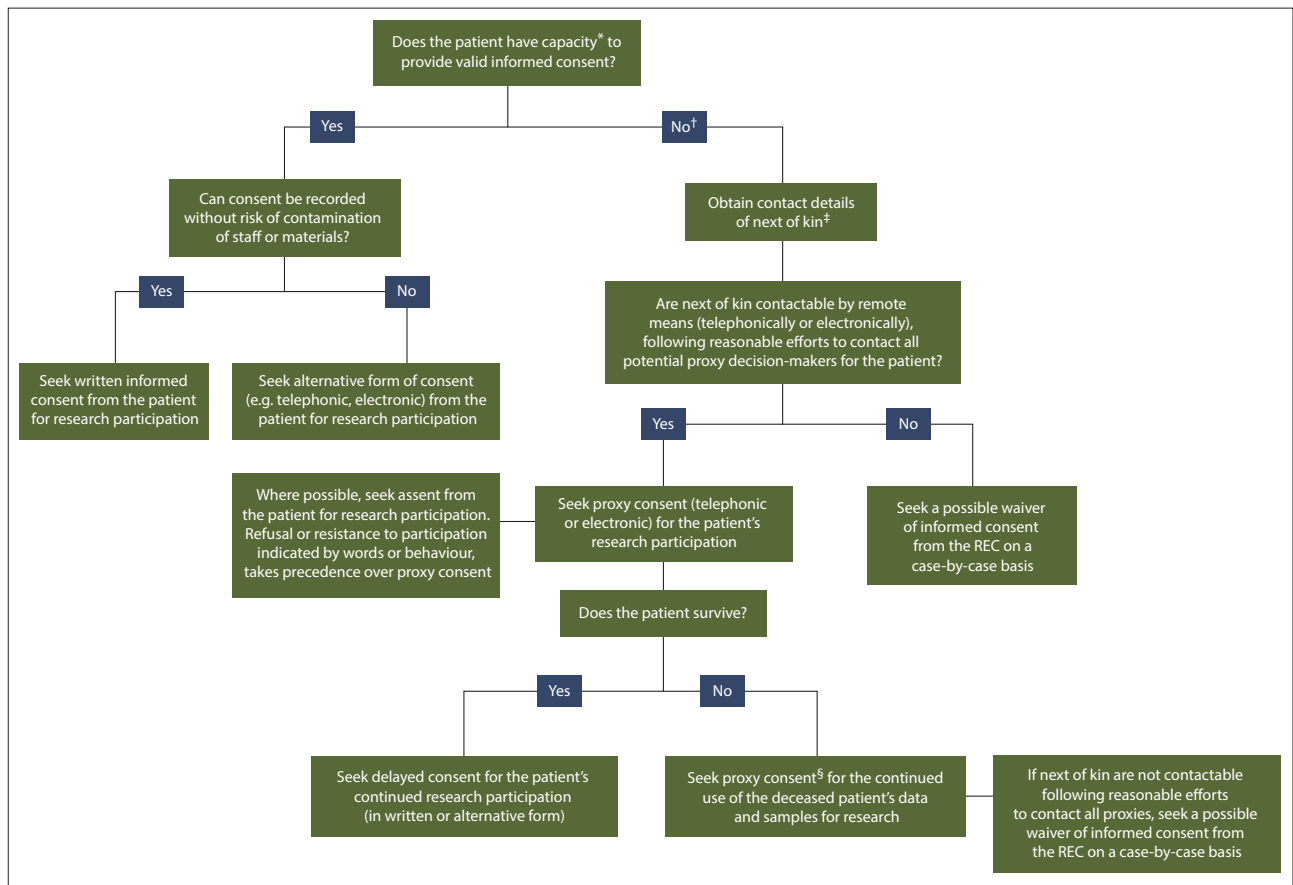 Does the patient have capacity* to
provide valid informed consent?
Yes
No†
Can consent be recorded
without risk of contamination
of staff or materials?
Obtain contact details
of next of kin‡
Yes
No
Are next of kin contactable by remote
means (telephonically or electronically),
following reasonable efforts to contact all
potential proxy decision-makers for the patient?
Seek written informed
consent from the patient
for research participation
Seek alternative form of consent
(e.g. telephonic, electronic) from the
patient for research participation
Yes
No
Where possible, seek assent from
the patient for research participation.
Refusal or resistance to participation
indicated by words or behaviour,
takes precedence over proxy consent
Seek proxy consent (telephonic
or electronic) for the patient's
research participation
Seek a possible waiver
of informed consent
from the REC on a
case-by-case basis
Does the patient survive?
Yes
No
Seek delayed consent for the patient's
continued research participation
(in written or alternative form)
Seek proxy consent§ for the continued
use of the deceased patient's data
and samples for research
If next of kin are not contactable
following reasonable efforts
to contact all proxies, seek a possible
waiver of informed consent from
the REC on a case-by-case basis